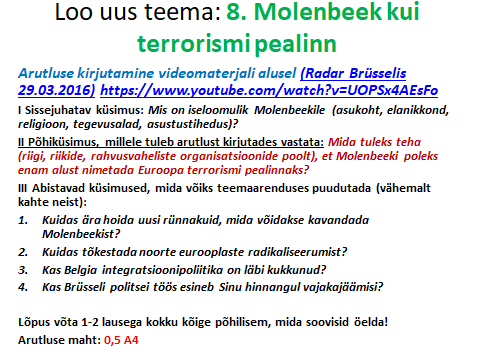 Loo uus teema: 8. Molenbeek kui
terrorismi pealinn
Arutluse kirjutamine videomaterjali alusel (Radar Brüsselis
29.03.2016) https://www.youtube.com/watch?v=UOPSx4AEsFo
I Sissejuhatav küsimus: Mis on iseloomulik Molenbeekile (asukoht, elanikkond,
religioon, tegevusalad, asustustihedus)?
II Põhiküsimus, millele tuleb arutlust kirjutades vastata: Mida tuleks teha
(riigi, riikide, rahvusvaheliste organisatsioonide poolt), et Molenbeeki poleks
enam alust nimetada Euroopa terrorismi pealinnaks?
III Abistavad küsimused, mida võiks teemaarenduses puudutada (vähemalt
kahte neist):
1. Kuidas ära hoida uusi rünnakuid, mida võidakse kavandada
Molenbeekist?
2. Kuidas tõkestada noorte eurooplaste radikaliseerumist?
3. Kas Belgia integratsioonipoliitika on läbi kukkunud?
4. Kas Brüsseli politsei töös esineb Sinu hinnangul vajakajäämisi?
Lõpus võta 1-2 lausega kokku kõige põhilisem, mida soovisid öelda!
Arutluse maht: 0,5 A4